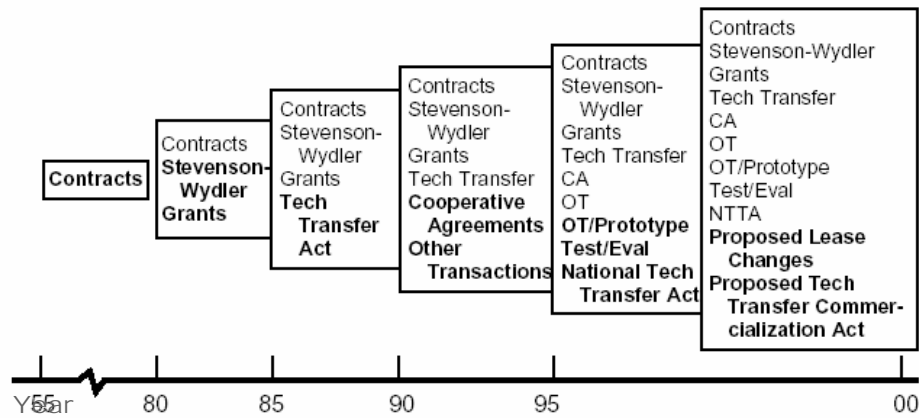 Contracts
Contracts
Stevenson-
Wydler
Grants
Contracts
Stevenson-
Wydler
Grants
Tech
Transfer
Act
Contracts
Stevenson-
Wydler
Grants
Tech Transfer
Cooperative
Agreements
Other
Transactions
Contracts
Stevenson-
Wydler
Grants
Tech Transfer
CA
OT
OT/Prototype
Test/Eval
National Tech
Transfer Act
Contracts
Stevenson-Wydler
Grants
Tech Transfer
CA
OT
OT/Prototype
Test/Eval
NTTA
Proposed Lease
Changes
Proposed Tech
Transfer Commer-
cialization Act
Year
55 80 85 90 95 00